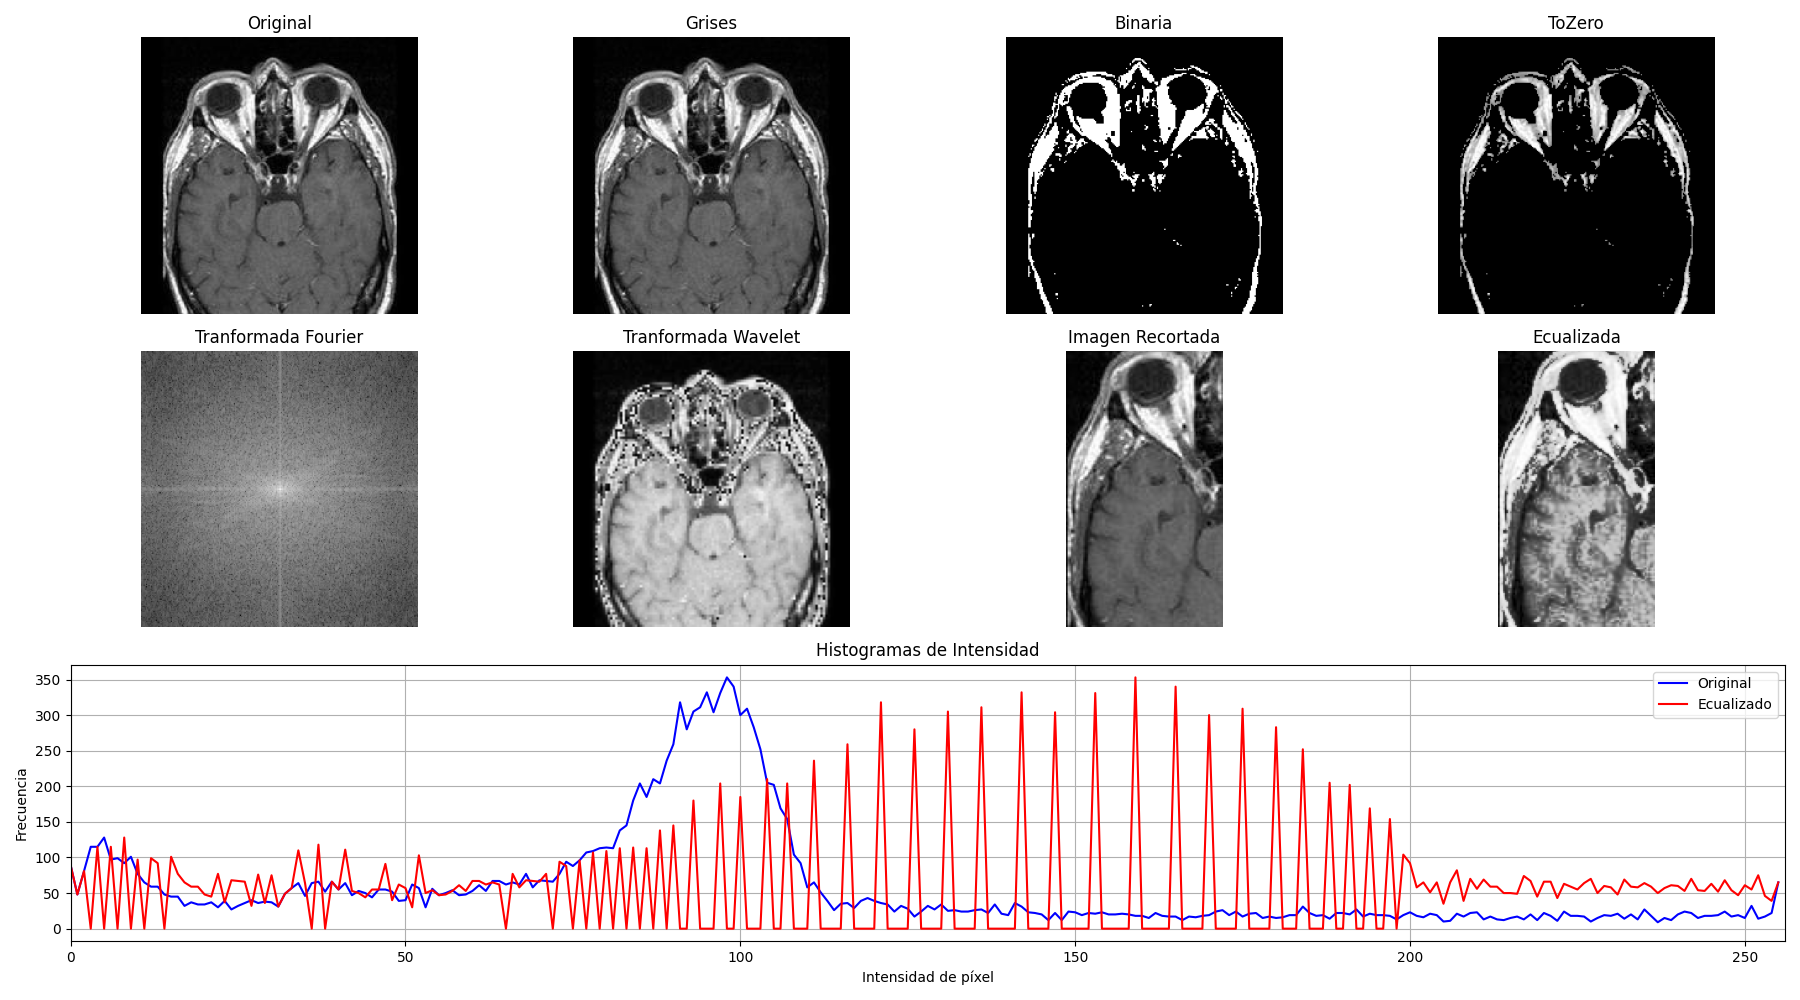 Original
Grises
Binaria
ToZero
Tranformada Fourier
Tranformada Wavelet
Imagen Recortada
Ecualizada
Histogramas de Intensidad
Frecuencia
350
300
250
200
150
100
50
0
Original
Ecualizado
0
50
100
150
200
250
Intensidad de píxel